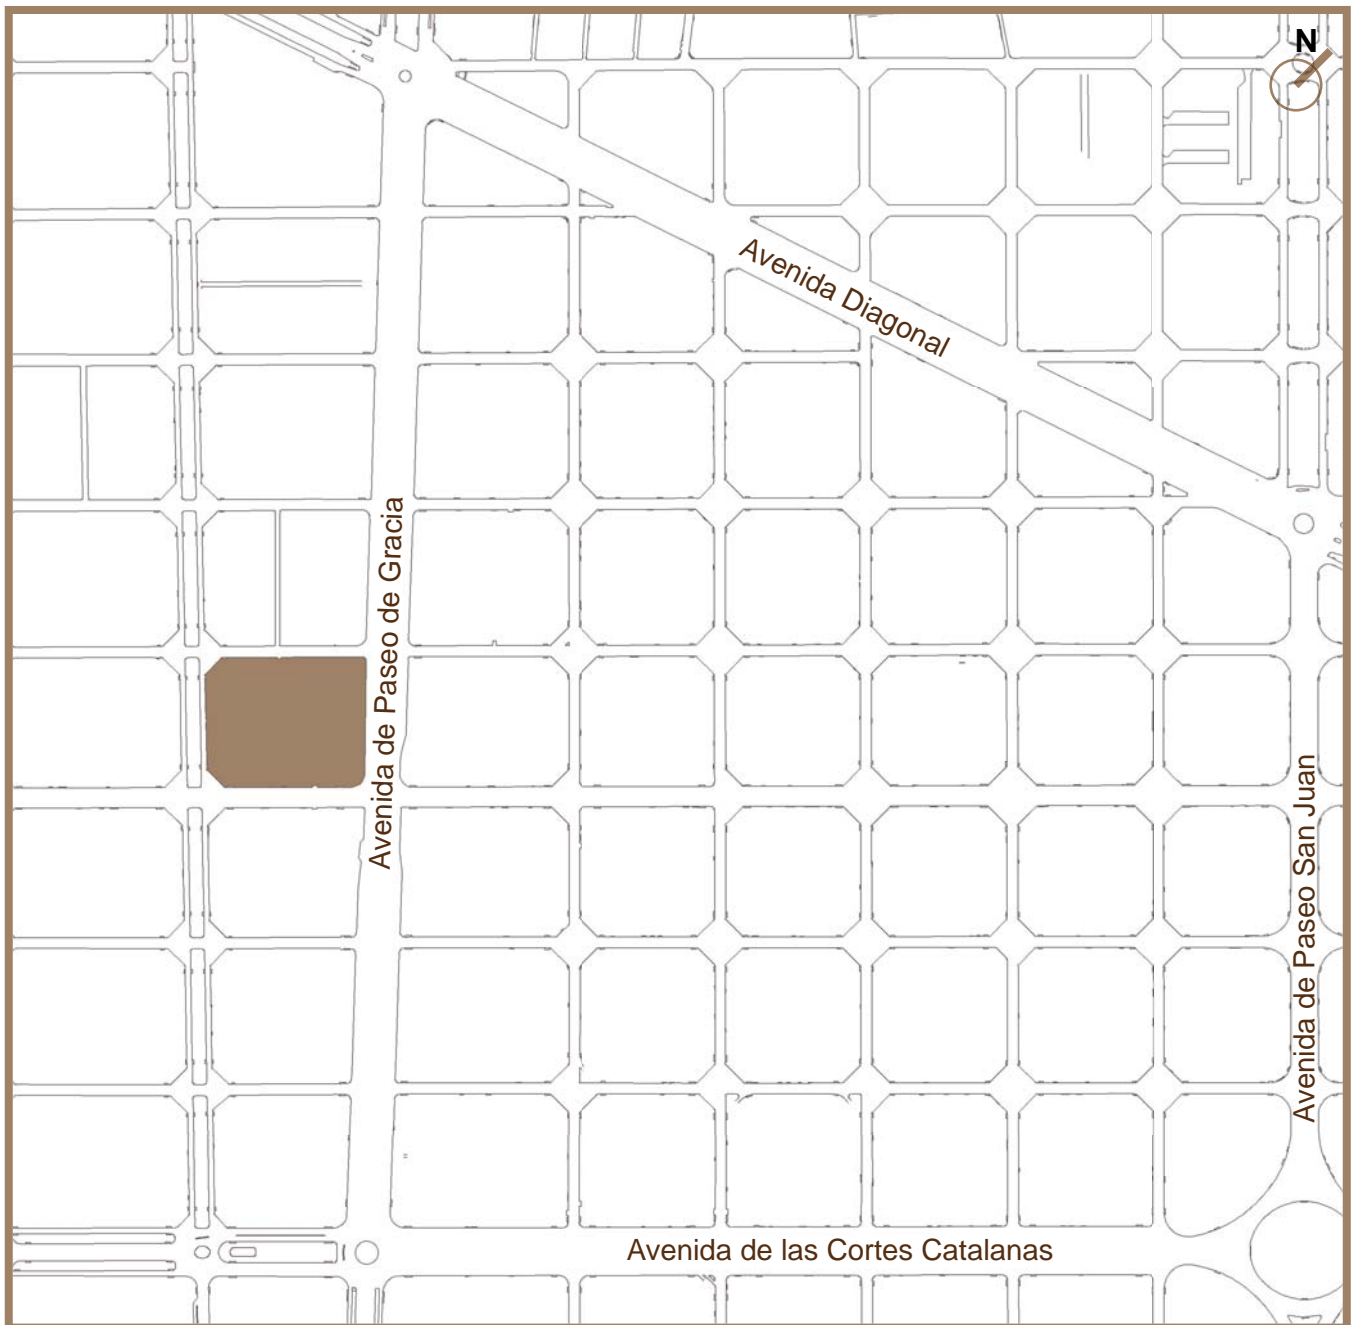 N
Avenida Diagonal
Avenida de Paseo de Gracia
Avenida de Paseo San Juan
Avenida de las Cortes Catalanas